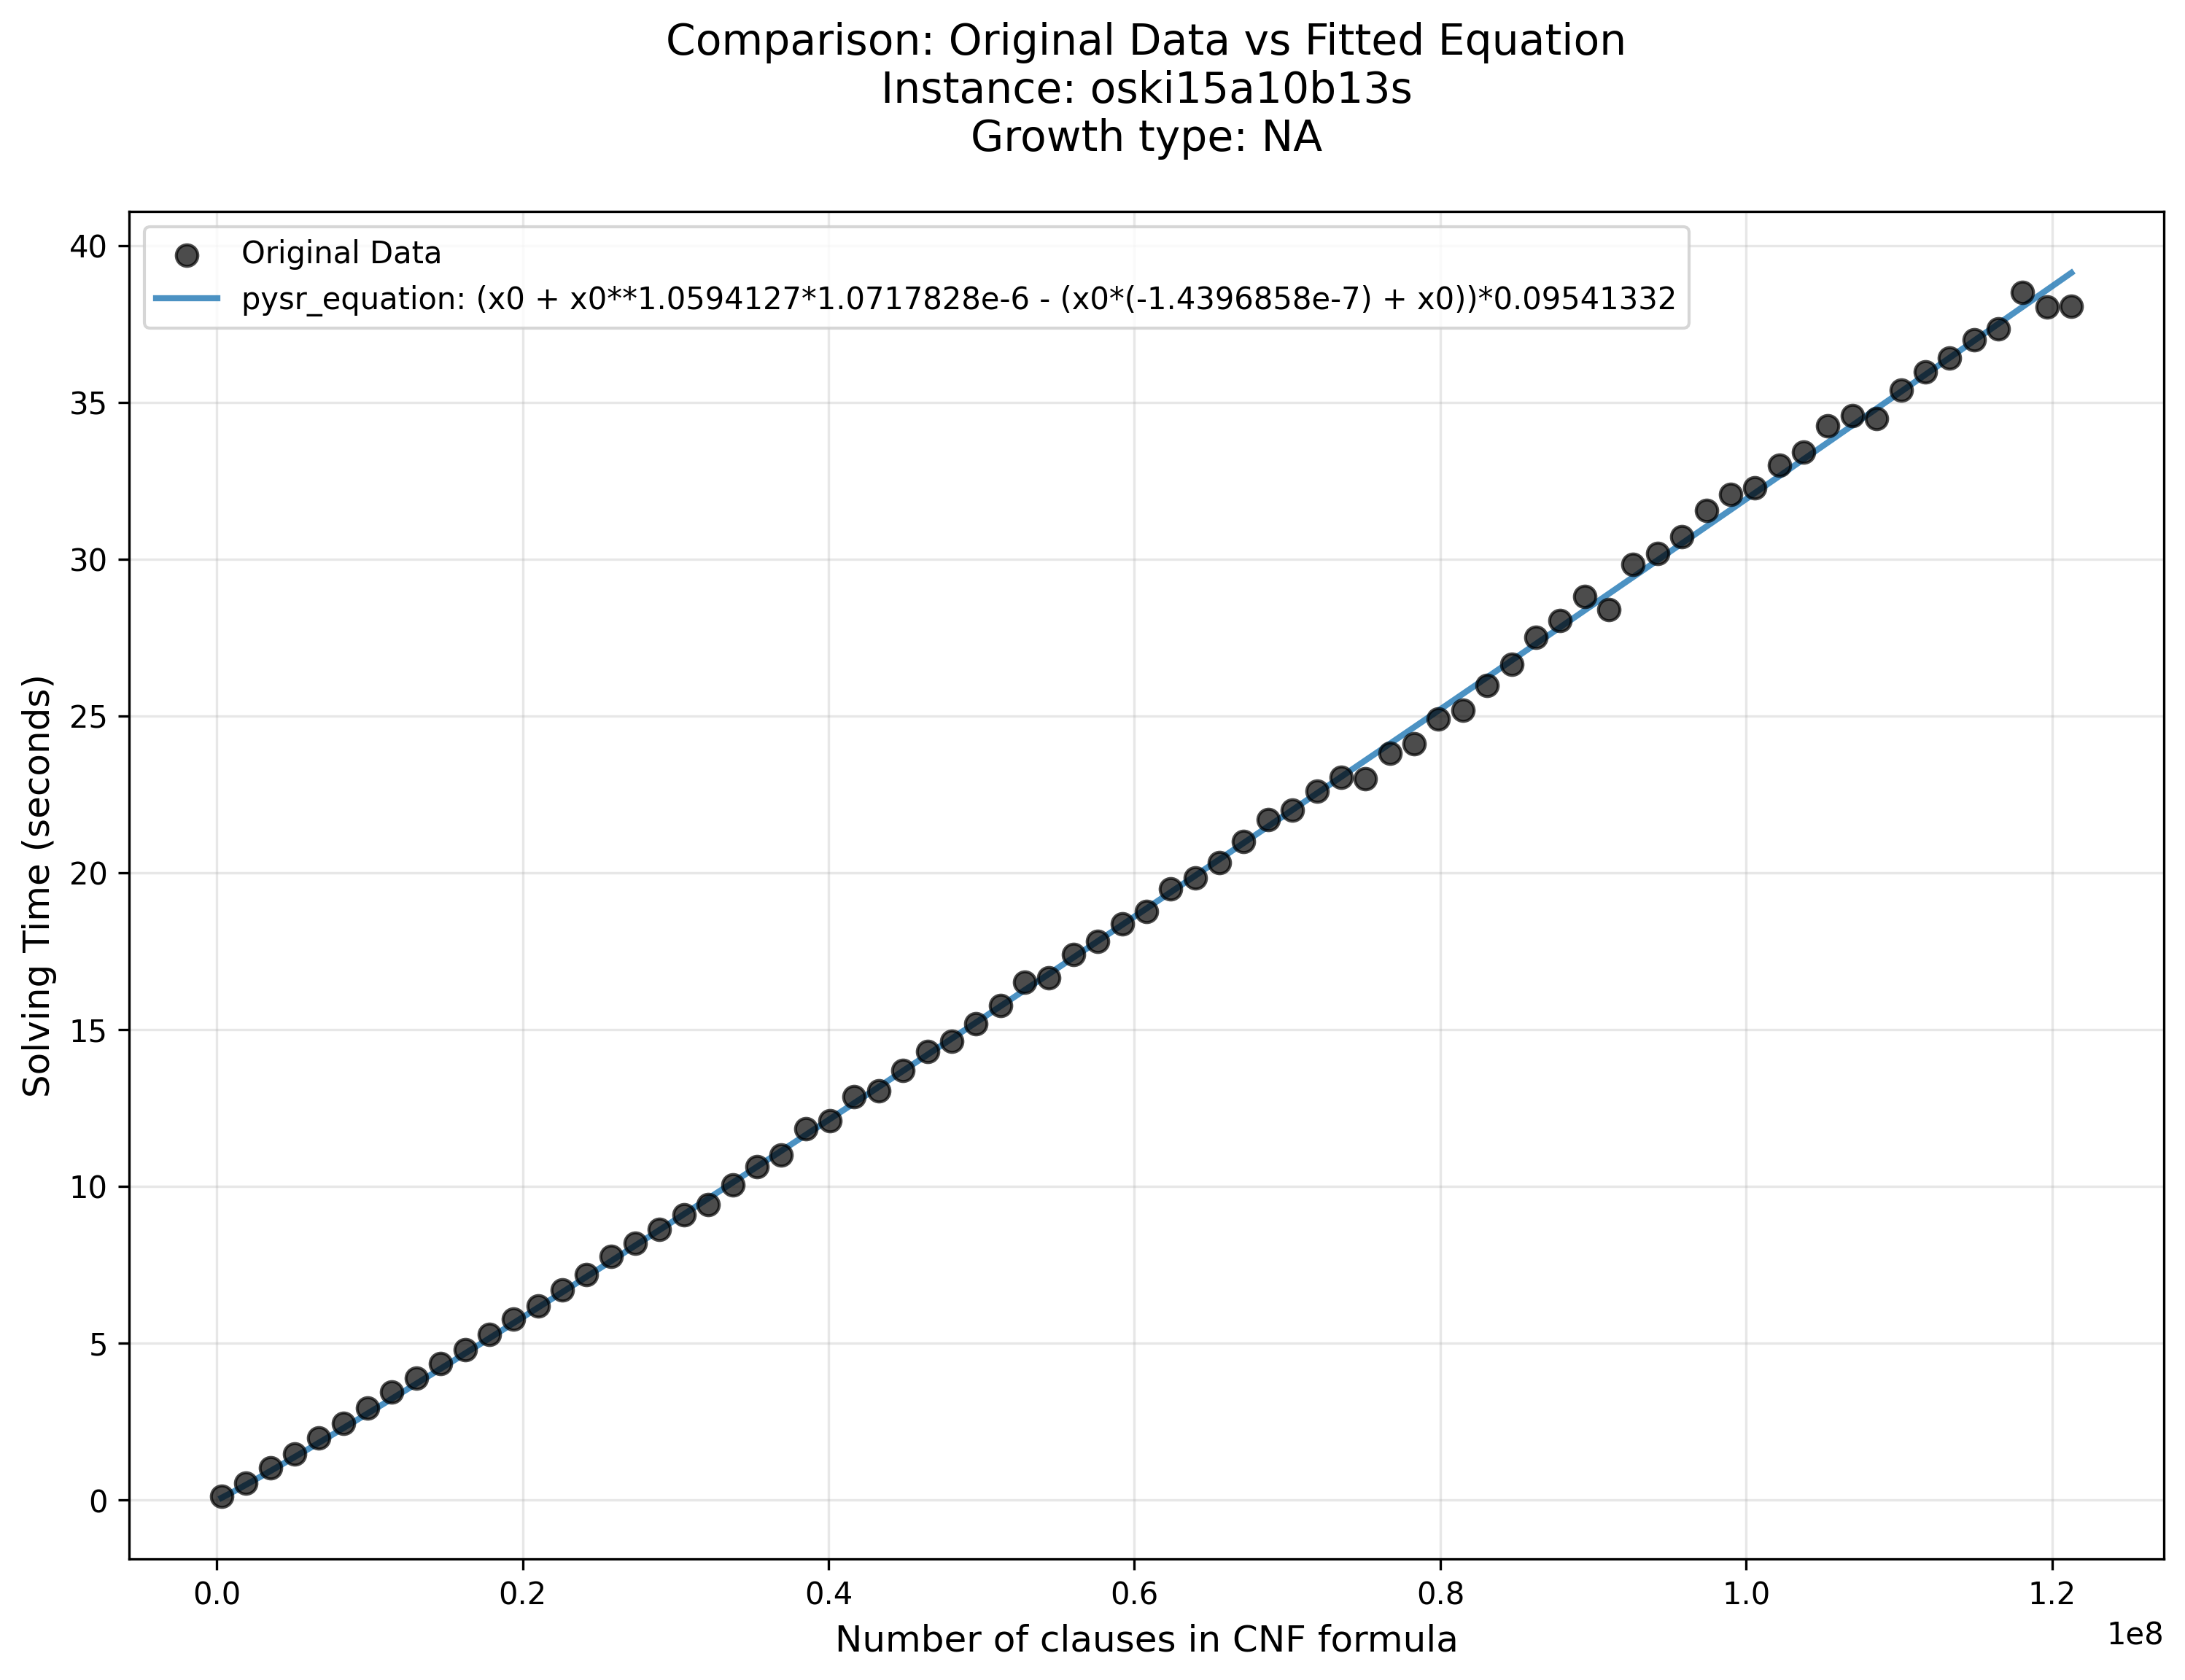 Comparison: Original Data vs Fitted Equation
Instance: oski15a10b13s
Growth type: NA
Original Data
pysr_equation: (x0 + x0**1.0594127*1.0717828e-6 - (x0*(-1.4396858e-7) + x0))*0.09541332
40
35
30
25
20
15
10
5
0
Solving Time (seconds)
0.0 0.2 0.4 0.6 0.8 1.0 1.2
1e8
Number of clauses in CNF formula